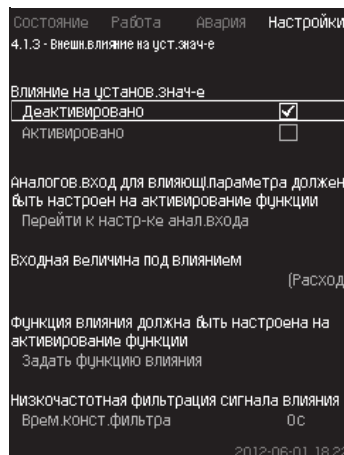 Состояние Работа Авария Настройки
4.1.3 - Внешн.влияние на уст.знач-е
Влияние на установ.знач-е
Деактивировано
Активировано
Аналогов.вход для влияющ.параметра должен
быть настроен на активирование функции
Перейти к настр-ке анал.входа
Входная величина под влиянием
(Расход
Функция влияния должна быть настроена на
активирование функции
Задать функцию влияния
Низкочастотная фильтрация сигнала влияния
Врем.конст.фильтра 0с
2012-06-01 18:22